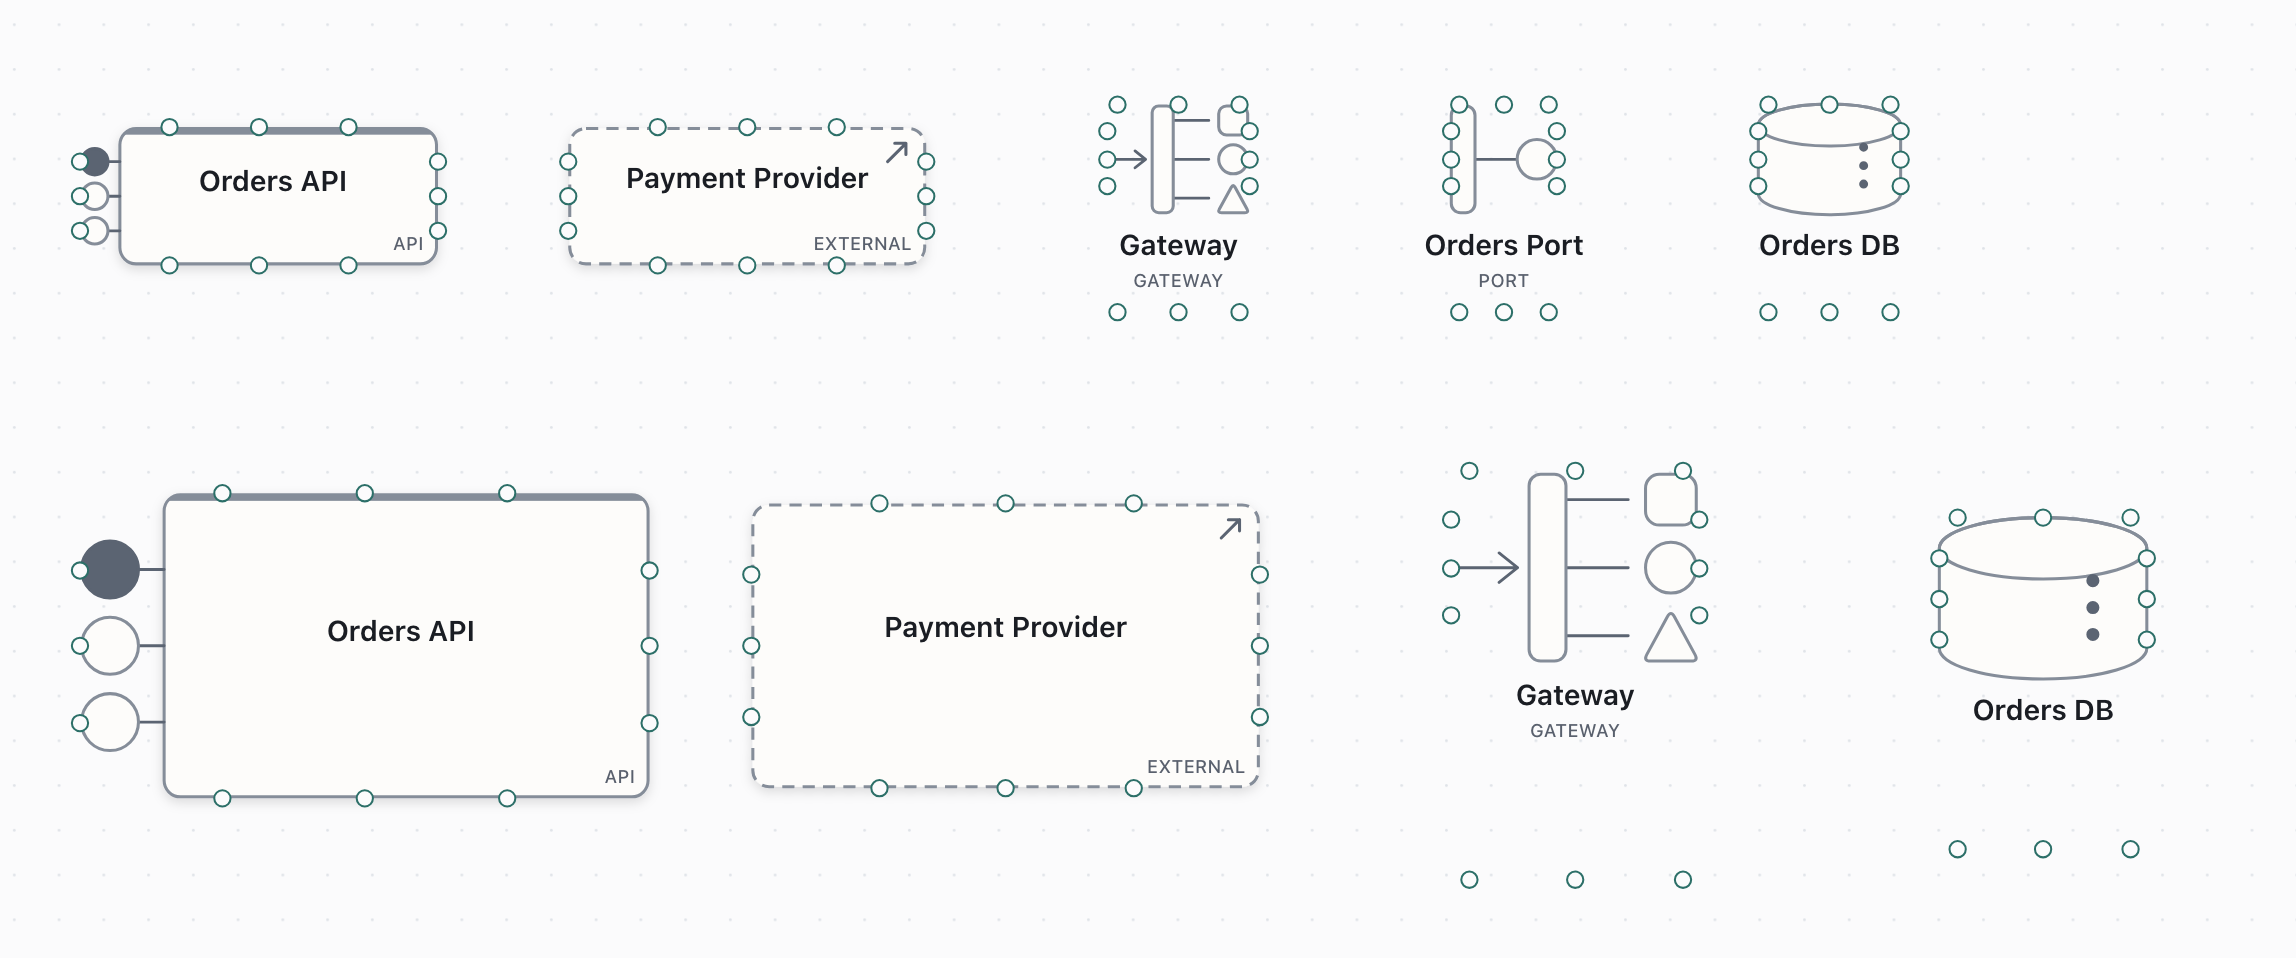 Orders API
API
Payment Provider
EXTERNAL
Gateway
GATEWAY
Orders Port
PORT
Orders DB
Orders API
API
Payment Provider
EXTERNAL
Gateway
GATEWAY
Orders DB